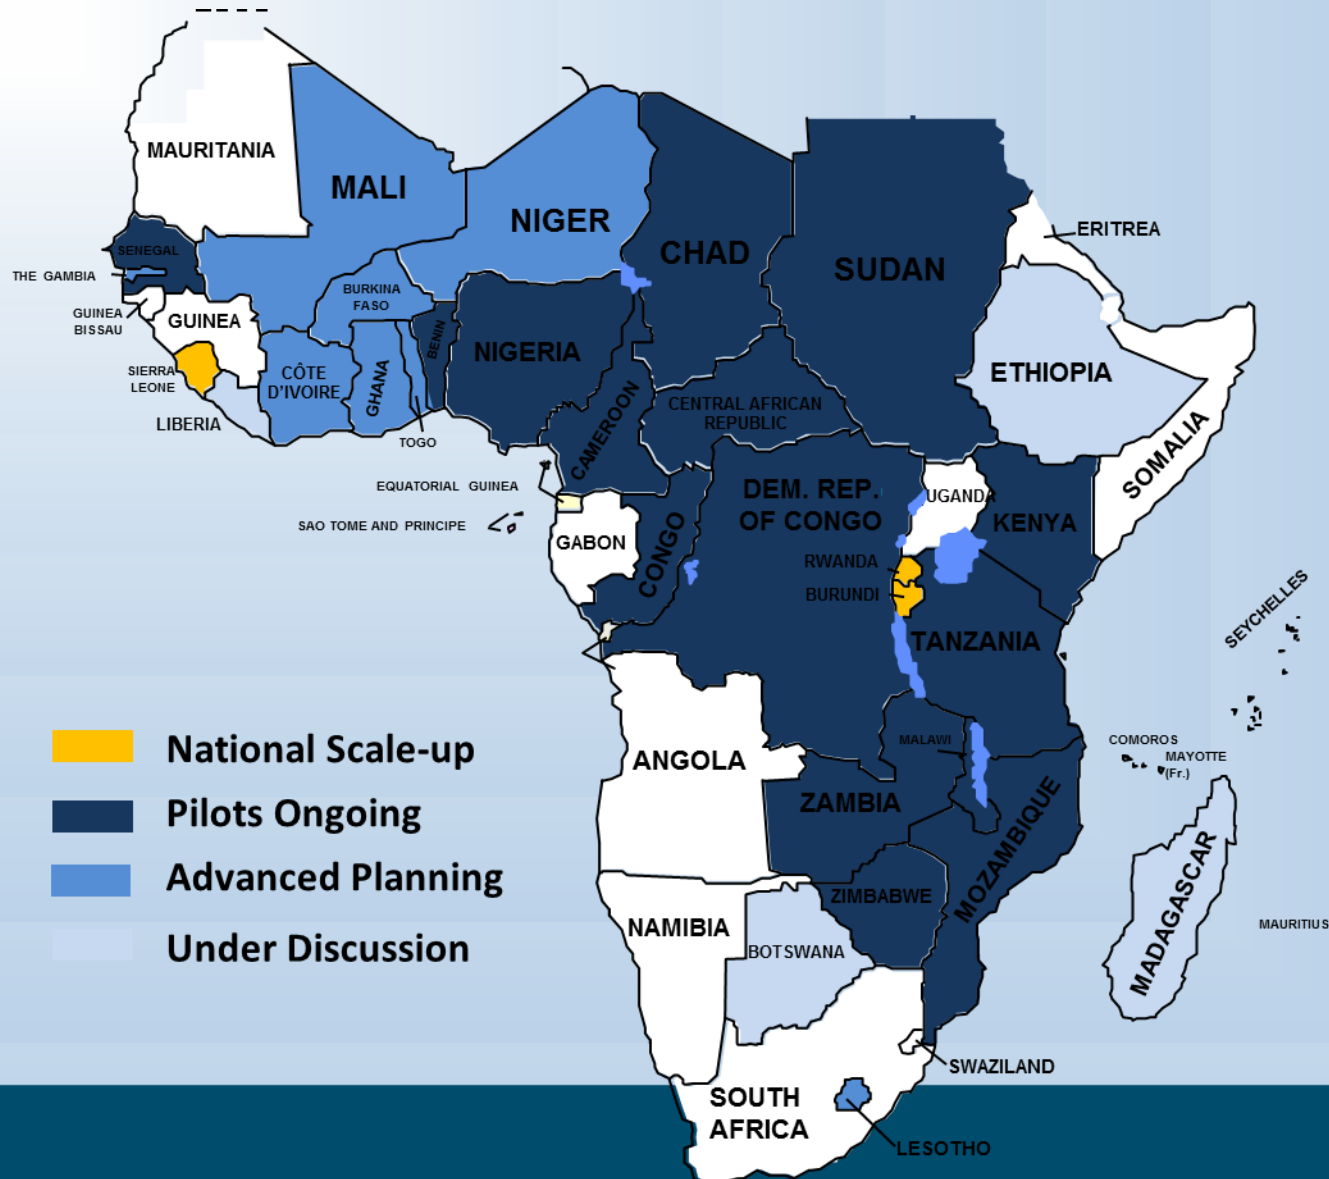 MAURITANIA
MALI
NIGER
CHAD
SUDAN
ERITREA
SENEGAL
THE GAMBIA
GUINEA
BISSAU
GUINEA
BURKINA
FASO
BENIN
NIGERIA
SIERRA
LEONE
CÔTE
D'IVOIRE
GHANA
LIBERIA
TOGO
CAMEROON
CENTRAL AFRICAN
REPUBLIC
ETHIOPIA
SOMALIA
EQUATORIAL GUINEA
SAO TOME AND PRINCIPE
GABON
CONGO
DEM. REP.
OF CONGO
UGANDA
KENYA
RWANDA
BURUNDI
TANZANIA
SEYCHELLES
ANGOLA
MALAWI
ZAMBIA
COMOROS
MAYOTTE
(Fr.)
MOZAMBIQUE
ZIMBABWE
MADAGASCAR
MAURITIUS
NAMIBIA
BOTSWANA
SWAZILAND
SOUTH
AFRICA
LESOTHO
National Scale-up
Pilots Ongoing
Advanced Planning
Under Discussion